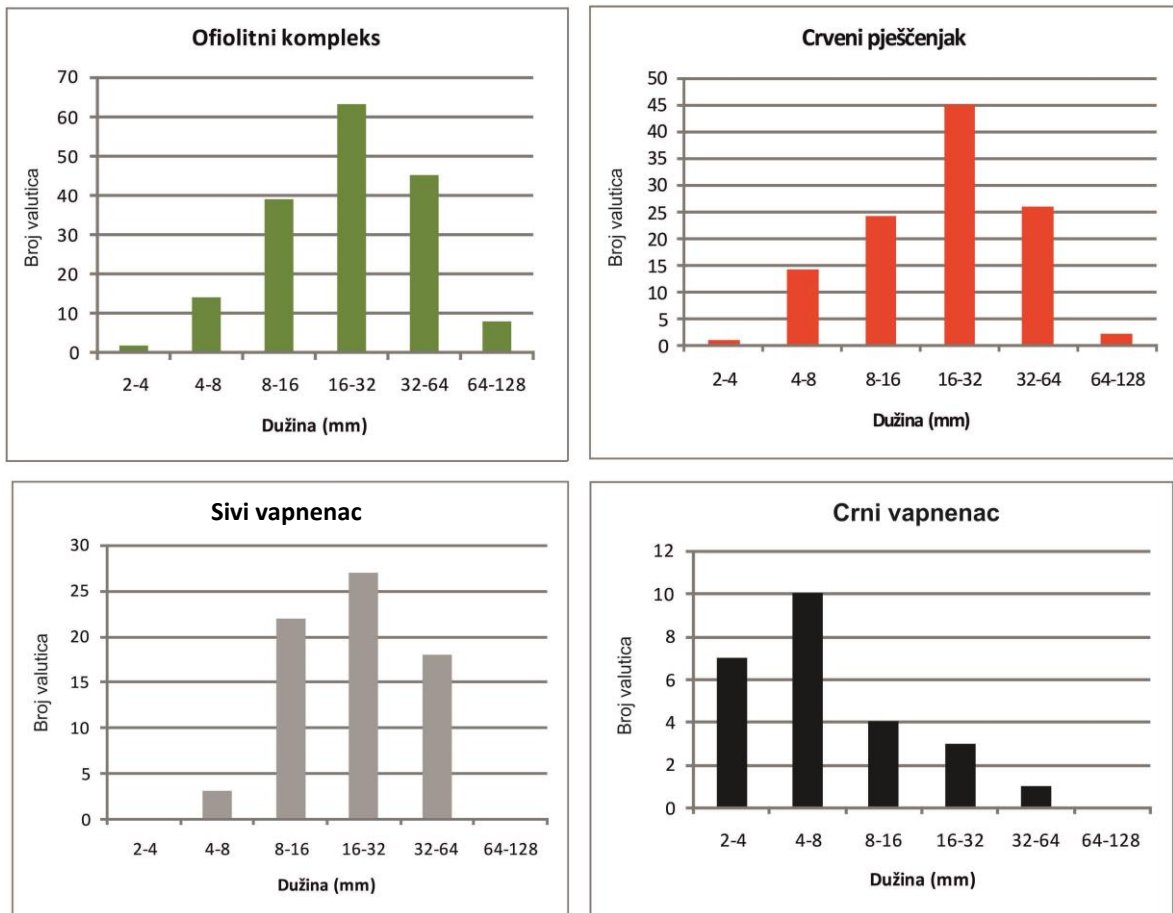 Ofiolitni kompleks
70
60
50
40
30
20
10
0
Broj valutica
2-4 4-8 8-16 16-32 32-64 64-128
Dužina (mm)
Crveni pješčenjak
50
45
40
35
30
25
20
15
10
5
0
Broj valutica
2-4 4-8 8-16 16-32 32-64 64-128
Dužina (mm)
Sivi vapnenac
30
25
20
15
10
5
0
Broj valutica
2-4 4-8 8-16 16-32 32-64 64-128
Dužina (mm)
Crni vapnenac
12
10
8
6
4
2
0
Broj valutica
2-4 4-8 8-16 16-32 32-64 64-128
Dužina (mm)